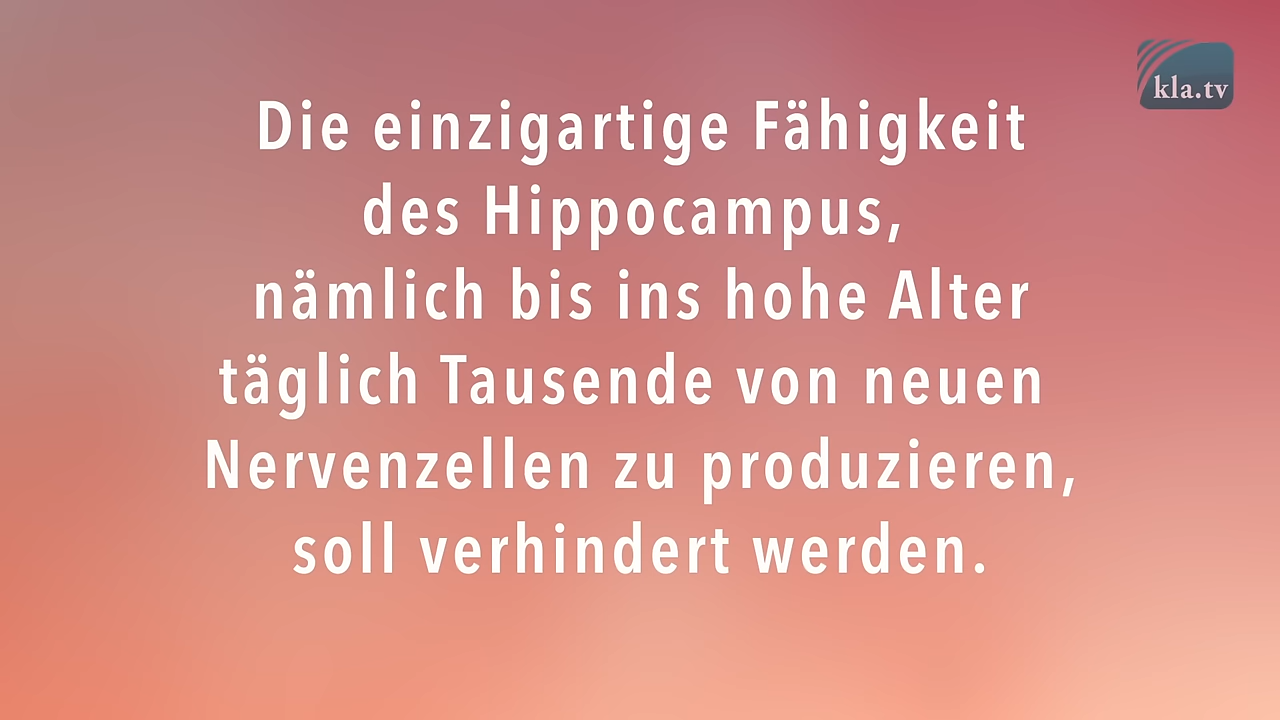 kla.tv
Die einzigartige Fähigkeit
des Hippocampus,
nämlich bis ins hohe Alter
täglich Tausende von neuen
Nervenzellen zu produzieren,
soll verhindert werden.